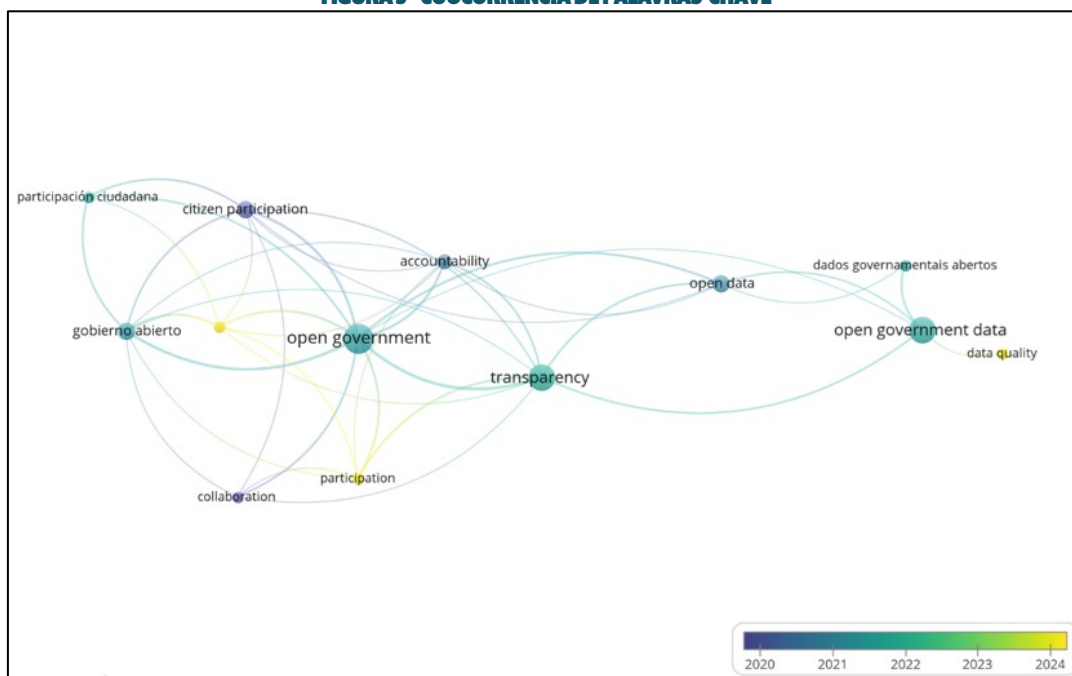 participación ciudadana
citizen participation
accountability
dados governamentais abertos
open data
gobierno abierto
open government
open government data
data quality
transparency
participation
collaboration
2020 2021 2022 2023 2024